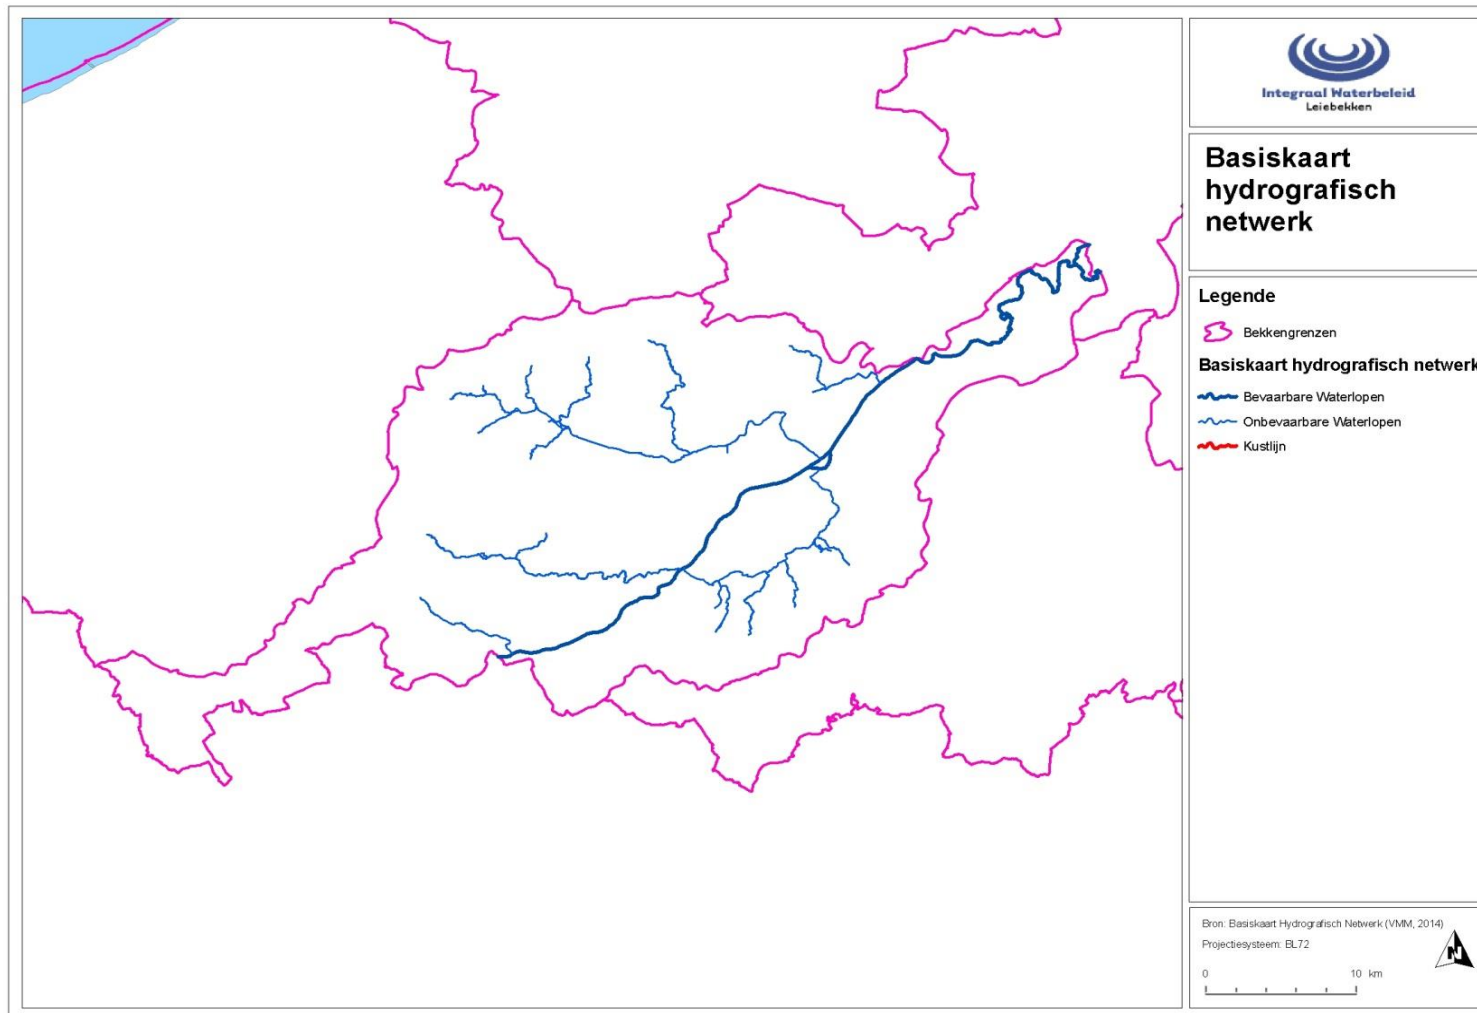 Integraal Waterbeleid
Leiebekken
Basiskaart
hydrografisch
netwerk
Legende
Bekkengrenzen
Basiskaart hydrografisch netwerk
Bevaarbare Waterlopen
Onbevaarbare Waterlopen
Kustlijn
Bron: Basiskaart Hydrografisch Netwerk (VMM, 2014)
Projectiesysteem: BL72
N
0 10 km